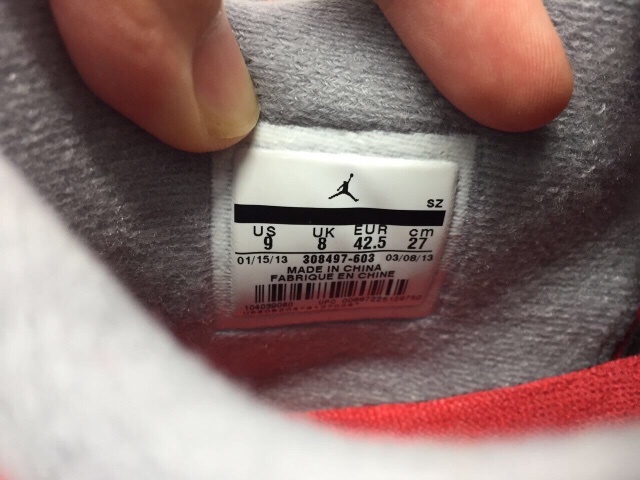 SZ
US UK EUR cm
9 8 42.5 27
01/15/13 308497-603 03/08/13
MADE IN CHINA
FABRIQUE EN CHINE